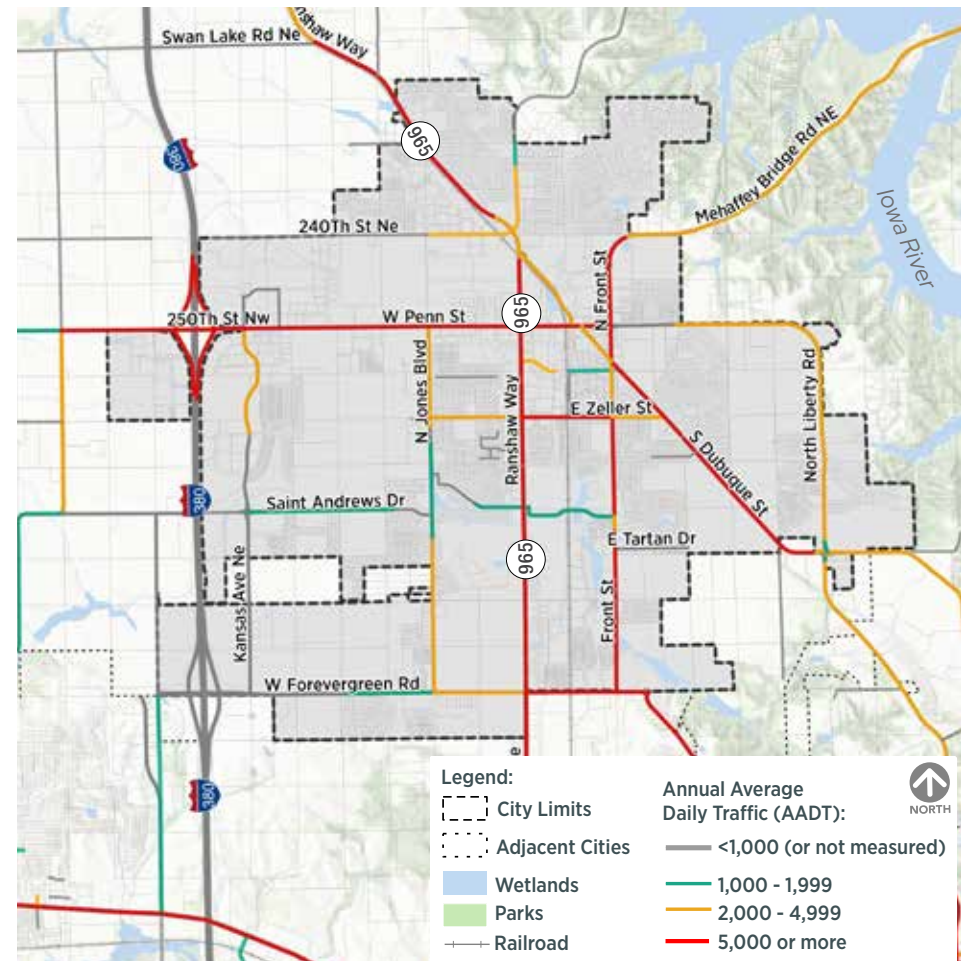 nshaw Way
Swan Lake Rd Ne
965
380
Mehaffey Bridge Rd NE
Iowa River
240Th St Ne
N Front St
965
250Th St Nw
W Penn St
N Jones Blvd
Ranshaw Way
E Zeller St
North Liberty Rd
S Dubuque St
380
Saint Andrews Dr
E Tartan Dr
965
Kansas Ave Ne
Front St
W Forevergreen Rd
e
380
Legend:
City Limits
Adjacent Cities
Wetlands
Parks
Railroad
Annual Average
Daily Traffic (AADT):
<1,000 (or not measured)
1,000 - 1,999
2,000 - 4,999
5,000 or more
NORTH